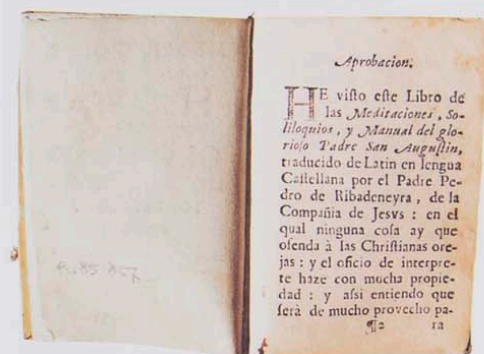 Aprobacion.
HE visto este Libro de
las Meditaciones, So-
liloquios, y Manual del glo-
rioso Padre San Augustin,
traducido de Latin en lengua
Castellana por el Padre Pe-
dro de Ribadeneyra, de la
Compañia de Jesvs: en el
qual ninguna cosa ay que
ofenda à las Christianas ore-
jas: y el oficio de interpre-
te haze con mucha propie-
dad: y assi entiendo que
serà de mucho provecho pa-
¶2 ra